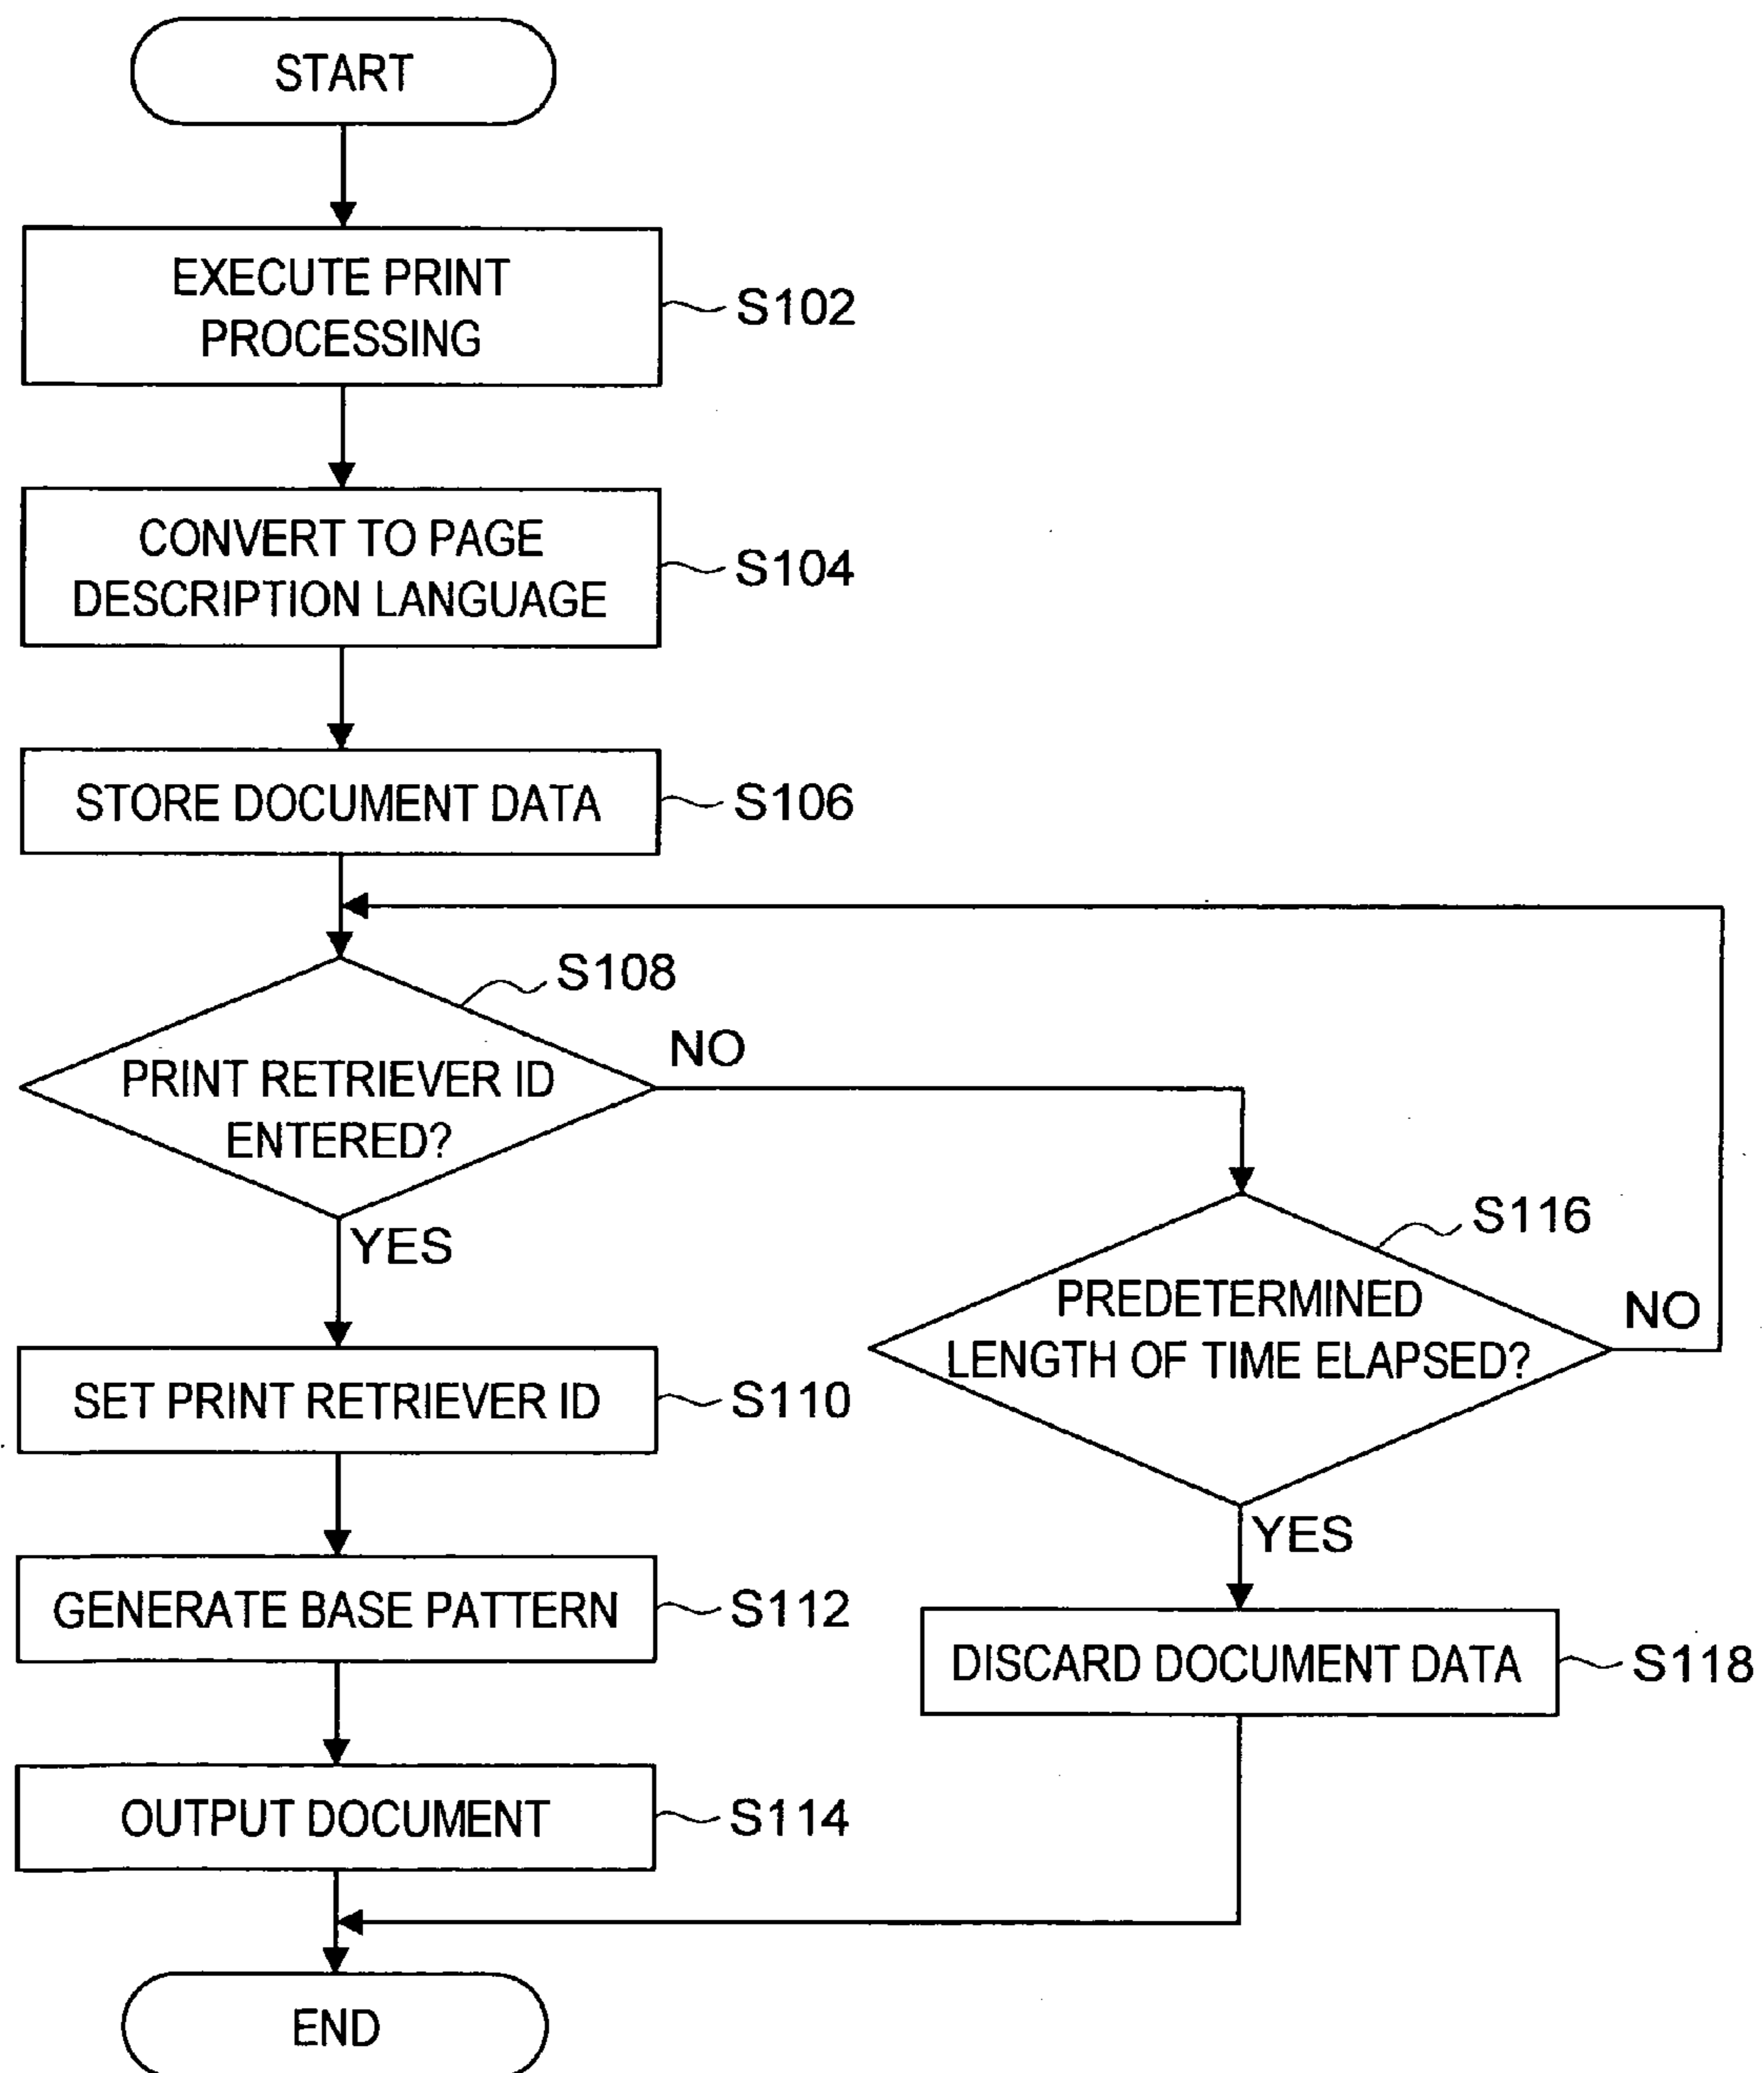 START
EXECUTE PRINT
PROCESSING
S102
CONVERT TO PAGE
DESCRIPTION LANGUAGE
S104
STORE DOCUMENT DATA
S106
S108
PRINT RETRIEVER ID
ENTERED?
NO
YES
S116
PREDETERMINED
LENGTH OF TIME ELAPSED?
NO
YES
SET PRINT RETRIEVER ID
S110
GENERATE BASE PATTERN
S112
DISCARD DOCUMENT DATA
S118
OUTPUT DOCUMENT
S114
END